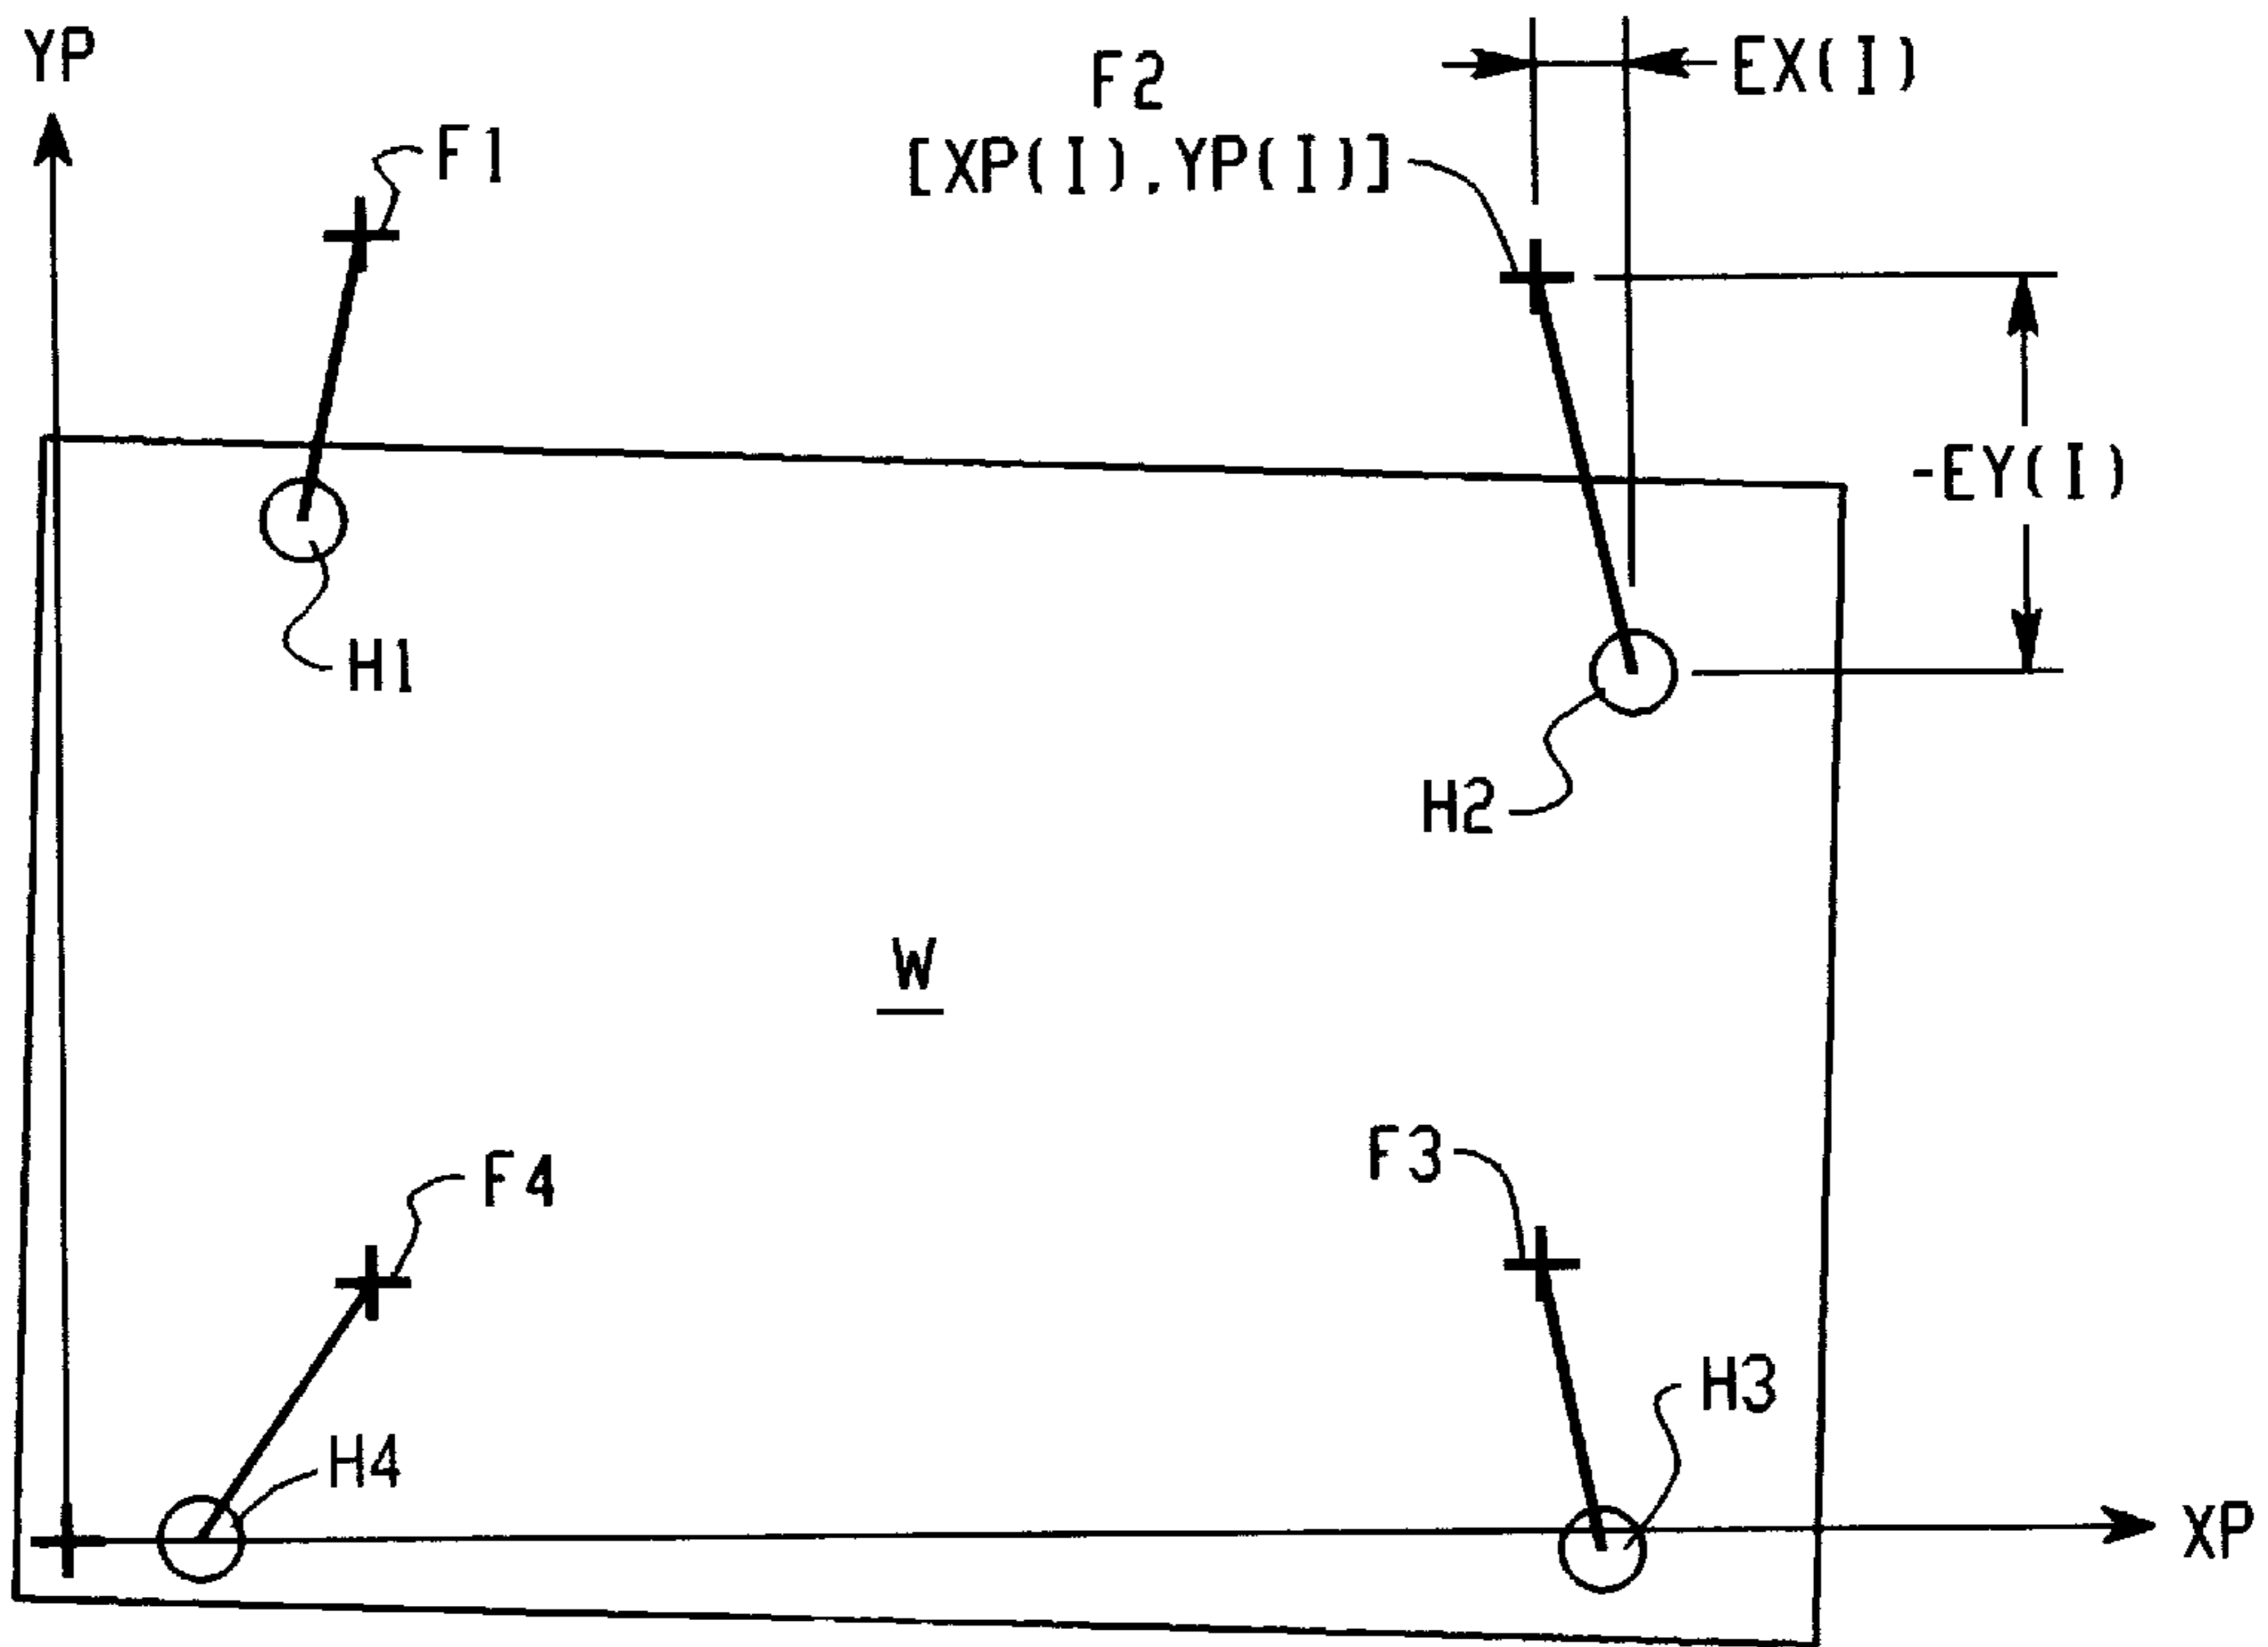 YP
F2
EX(I)
F1
[XP(I),YP(I)]
-EY(I)
H1
H2
W
F3
F4
H3
H4
XP